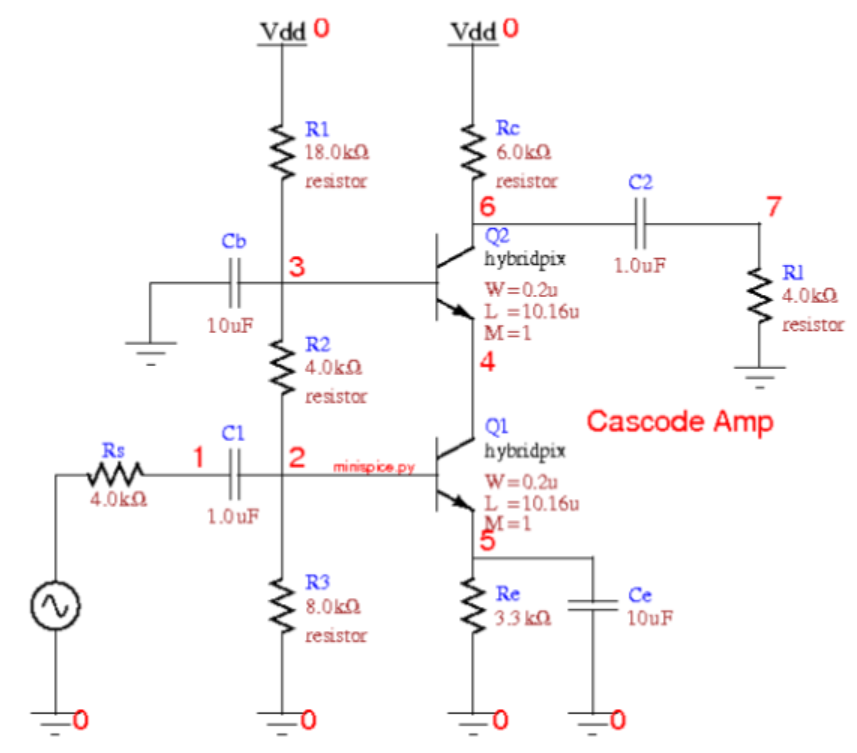 Vdd 0
Vdd 0
R1
18.0kΩ
resistor
Rc
6.0kΩ
resistor
6
C2
1.0uF
7
Rl
4.0kΩ
resistor
Cb
10uF
3
Q2
hybridpix
W=0.2u
L =10.16u
M=1
R2
4.0kΩ
resistor
4
Cascode Amp
Rs
4.0kΩ
1
C1
1.0uF
2
minispice.py
Q1
hybridpix
W=0.2u
L =10.16u
M=1
5
R3
8.0kΩ
resistor
Re
3.3 kΩ
Ce
10uF
0
0
0
0